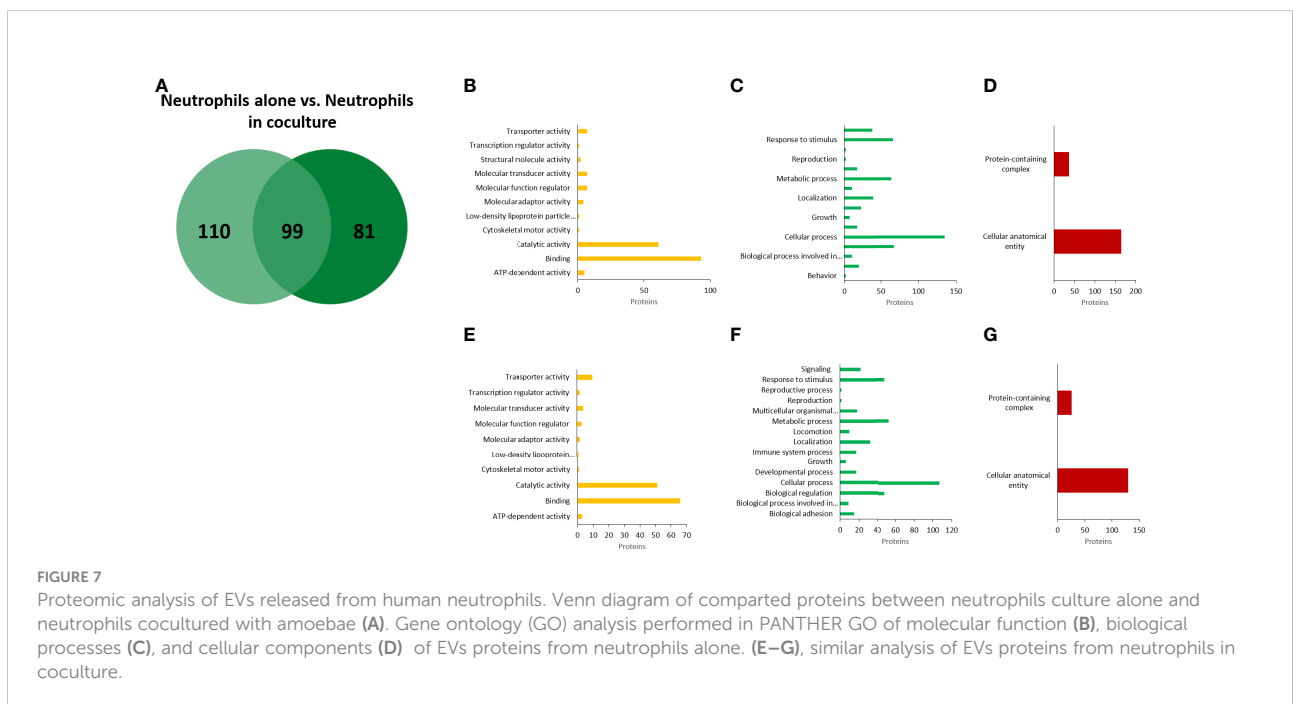 A
Neutrophils alone vs. Neutrophils
in coculture
110
99
81
B
Transporter activity
Transcription regulator activity
Structural molecule activity
Molecular transducer activity
Molecular function regulator
Molecular adaptor activity
Low-density lipoprotein particle...
Cytoskeletal motor activity
Catalytic activity
Binding
ATP-dependent activity
0 50 100
Proteins
C
Response to stimulus
Reproduction
Metabolic process
Localization
Growth
Cellular process
Biological process involved in...
Behavior
0 50 100 150
Proteins
D
Protein-containing
complex
Cellular anatomical
entity
0 50 100 150 200
Proteins
E
Transporter activity
Transcription regulator activity
Molecular transducer activity
Molecular function regulator
Molecular adaptor activity
Low-density lipoprotein...
Cytoskeletal motor activity
Catalytic activity
Binding
ATP-dependent activity
0 10 20 30 40 50 60 70
Proteins
F
Signaling
Response to stimulus
Reproductive process
Reproduction
Multicellular organismal...
Metabolic process
Locomotion
Localization
Immune system process
Growth
Developmental process
Cellular process
Biological regulation
Biological process involved in...
Biological adhesion
0 20 40 60 80 100 120
Proteins
G
Protein-containing
complex
Cellular anatomical
entity
0 50 100 150
Proteins
FIGURE 7
Proteomic analysis of EVs released from human neutrophils. Venn diagram of comparted proteins between neutrophils culture alone and
neutrophils cocultured with amoebae (A). Gene ontology (GO) analysis performed in PANTHER GO of molecular function (B), biological
processes (C), and cellular components (D) of EVs proteins from neutrophils alone. (E–G), similar analysis of EVs proteins from neutrophils in
coculture.